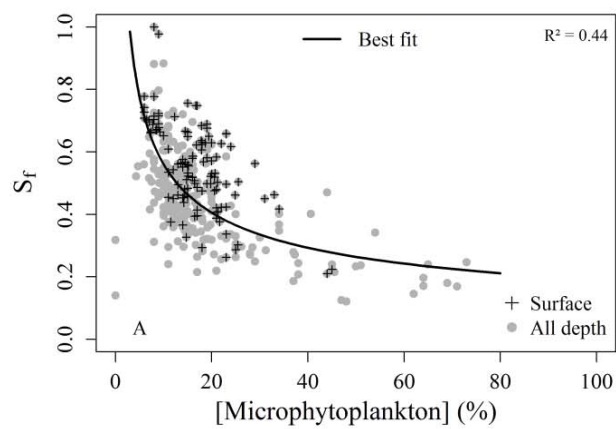 Best fit
R² = 0.44
1.0
0.8
0.6
0.4
0.2
0.0
S_f
A
+ Surface
All depth
0
20
40
60
80
100
[Microphytoplankton] (%)